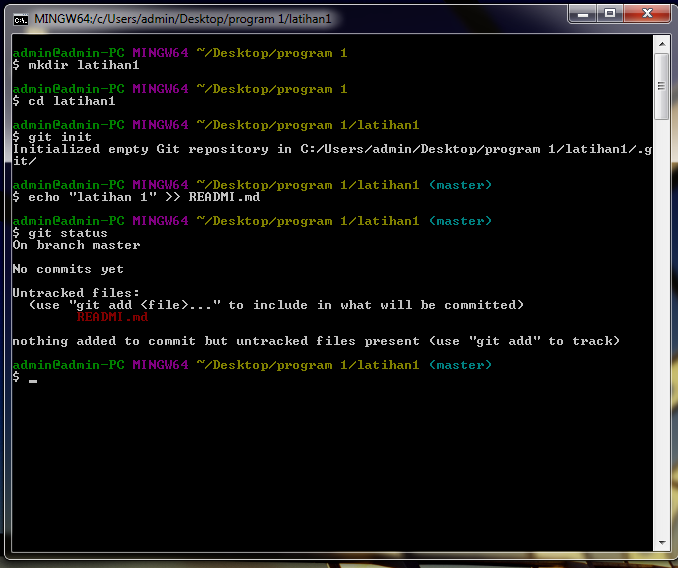 MINGW64:/c/Users/admin/Desktop/program 1/latihan1
admin@admin-PC MINGW64 ~/Desktop/program 1
$ mkdir latihan1
admin@admin-PC MINGW64 ~/Desktop/program 1
$ cd latihan1
admin@admin-PC MINGW64 ~/Desktop/program 1/latihan1
$ git init
Initialized empty Git repository in C:/Users/admin/Desktop/program 1/latihan1/.g
it/
admin@admin-PC MINGW64 ~/Desktop/program 1/latihan1 (master)
$ echo "latihan 1" >> READMI.md
admin@admin-PC MINGW64 ~/Desktop/program 1/latihan1 (master)
$ git status
On branch master
No commits yet
Untracked files:
  (use "git add <file>..." to include in what will be committed)
        READMI.md
nothing added to commit but untracked files present (use "git add" to track)
admin@admin-PC MINGW64 ~/Desktop/program 1/latihan1 (master)
$ _